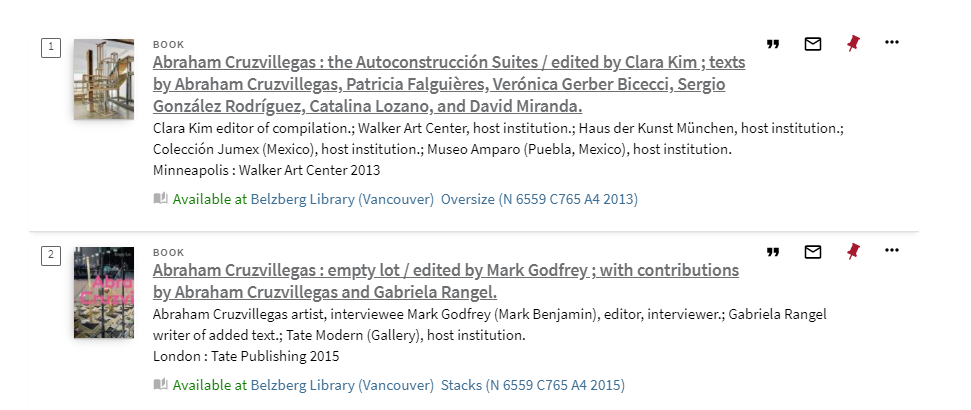 1
BOOK
Abraham Cruzvillegas : the Autoconstrucción Suites / edited by Clara Kim ; texts
by Abraham Cruzvillegas, Patricia Falguières, Verónica Gerber Bicecci, Sergio
González Rodríguez, Catalina Lozano, and David Miranda.
Clara Kim editor of compilation.; Walker Art Center, host institution.; Haus der Kunst München, host institution.;
Colección Jumex (Mexico), host institution.; Museo Amparo (Puebla, Mexico), host institution.
Minneapolis : Walker Art Center 2013
Available at Belzberg Library (Vancouver) Oversize (N 6559 C765 A4 2013)
2
BOOK
Abraham Cruzvillegas : empty lot / edited by Mark Godfrey ; with contributions
by Abraham Cruzvillegas and Gabriela Rangel.
Abraham Cruzvillegas artist, interviewee Mark Godfrey (Mark Benjamin), editor, interviewer.; Gabriela Rangel
writer of added text.; Tate Modern (Gallery), host institution.
London : Tate Publishing 2015
Available at Belzberg Library (Vancouver) Stacks (N 6559 C765 A4 2015)